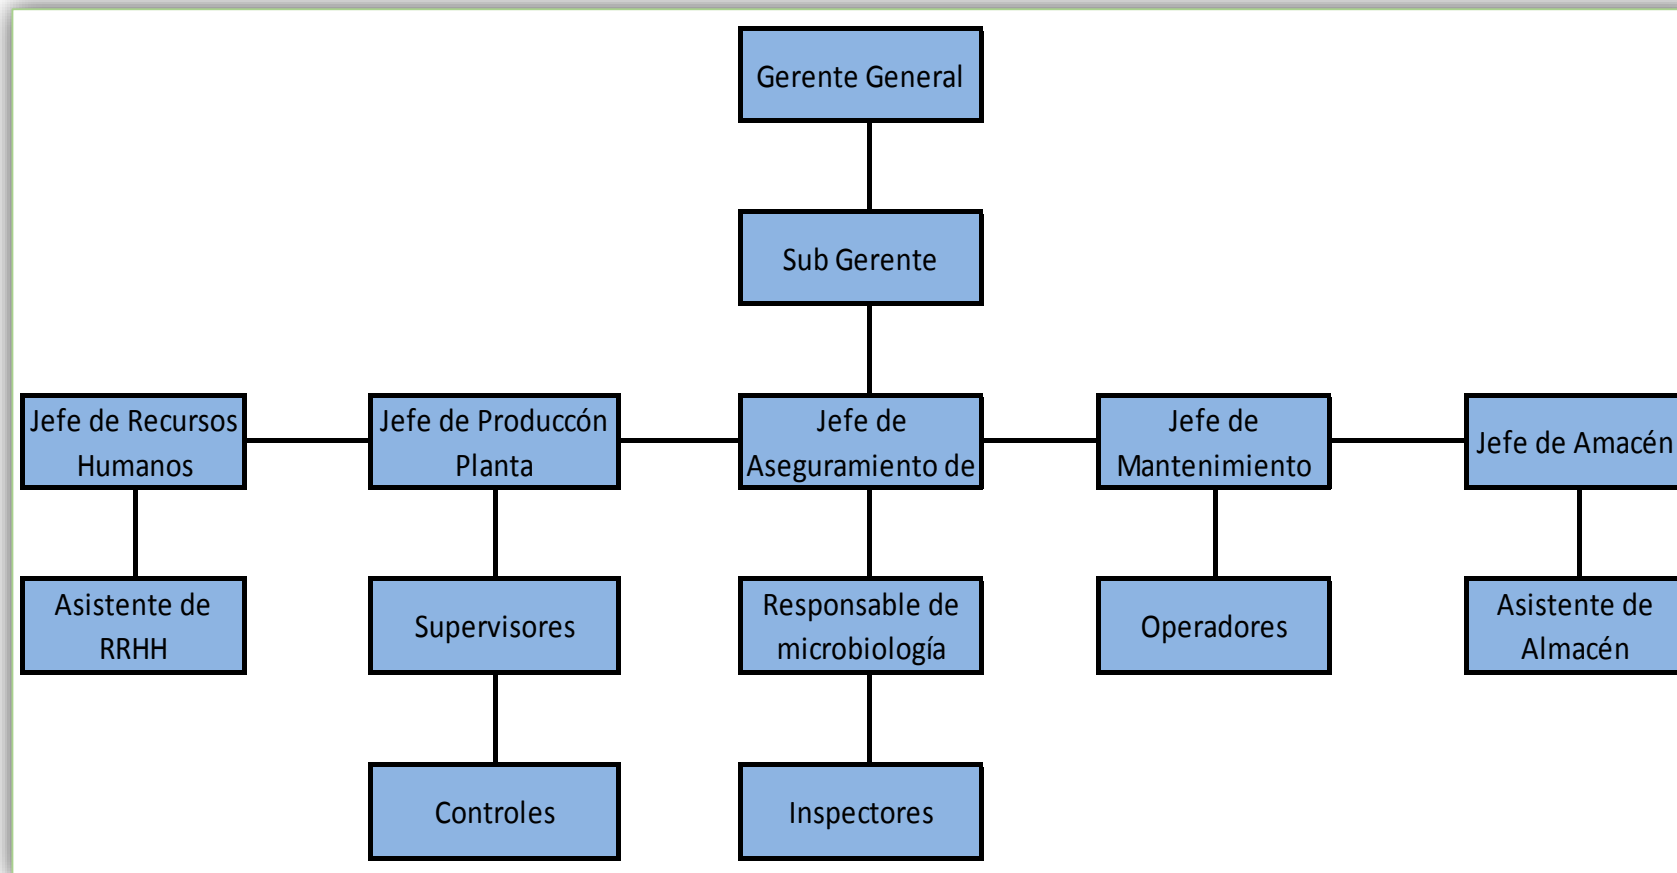 Gerente General
Sub Gerente
Jefe de Recursos
Humanos
Jefe de Produccón
Planta
Jefe de
Aseguramiento de
Jefe de
Mantenimiento
Jefe de Amacén
Asistente de
RRHH
Supervisores
Responsable de
microbiología
Operadores
Asistente de
Almacén
Controles
Inspectores